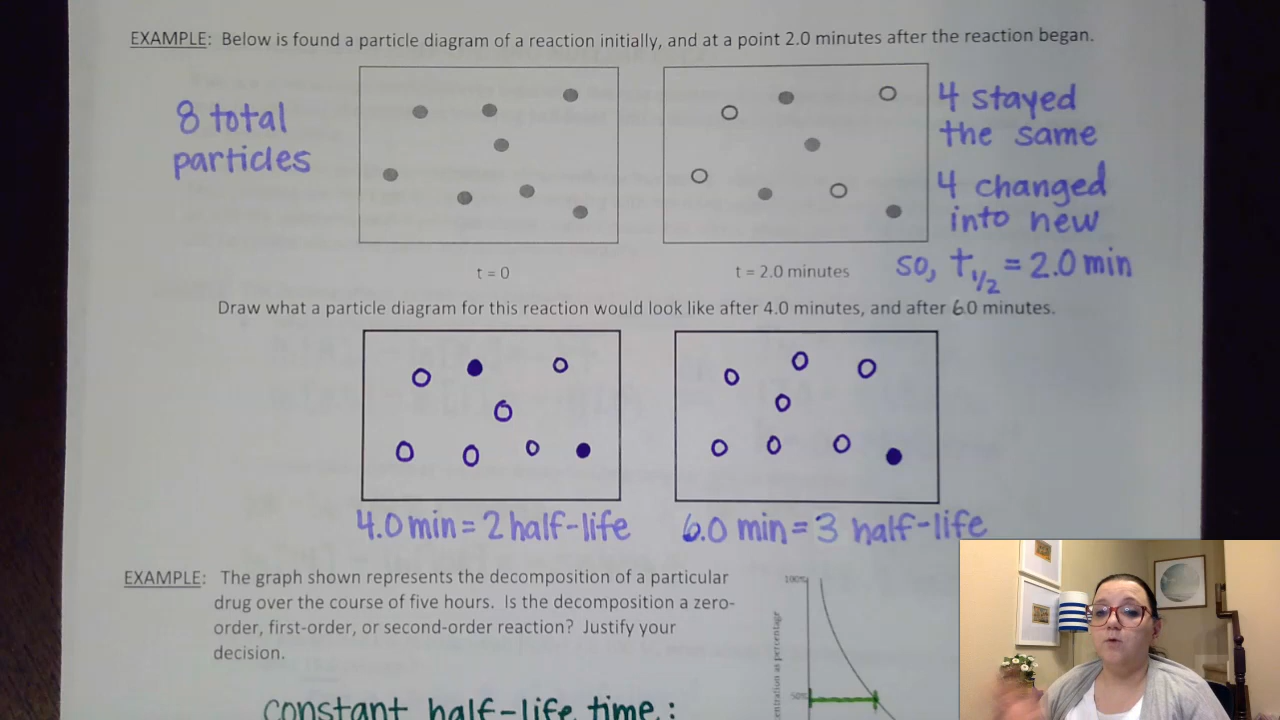 EXAMPLE: Below is found a particle diagram of a reaction initially, and at a point 2.0 minutes after the reaction began.
8 total
particles
4 stayed
the same
4 changed
into new
t = 0
t = 2.0 minutes
so, t1/2 = 2.0 min
Draw what a particle diagram for this reaction would look like after 4.0 minutes, and after 6.0 minutes.
4.0 min = 2 half-life
6.0 min = 3 half-life
EXAMPLE: The graph shown represents the decomposition of a particular
drug over the course of five hours. Is the decomposition a zero-
order, first-order, or second-order reaction? Justify your
decision.
100%
50%
as percentage
constant half-life time: